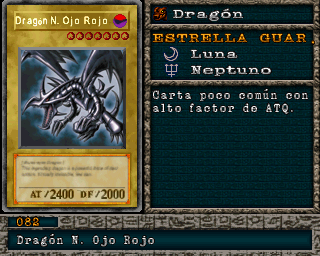 Dragón N. Ojo Rojo
AT/2400 DF/2000
Dragón
ESTRELLA GUAR.
Luna
Neptuno
Carta poco común con
alto factor de ATQ.
082
Dragón N. Ojo Rojo